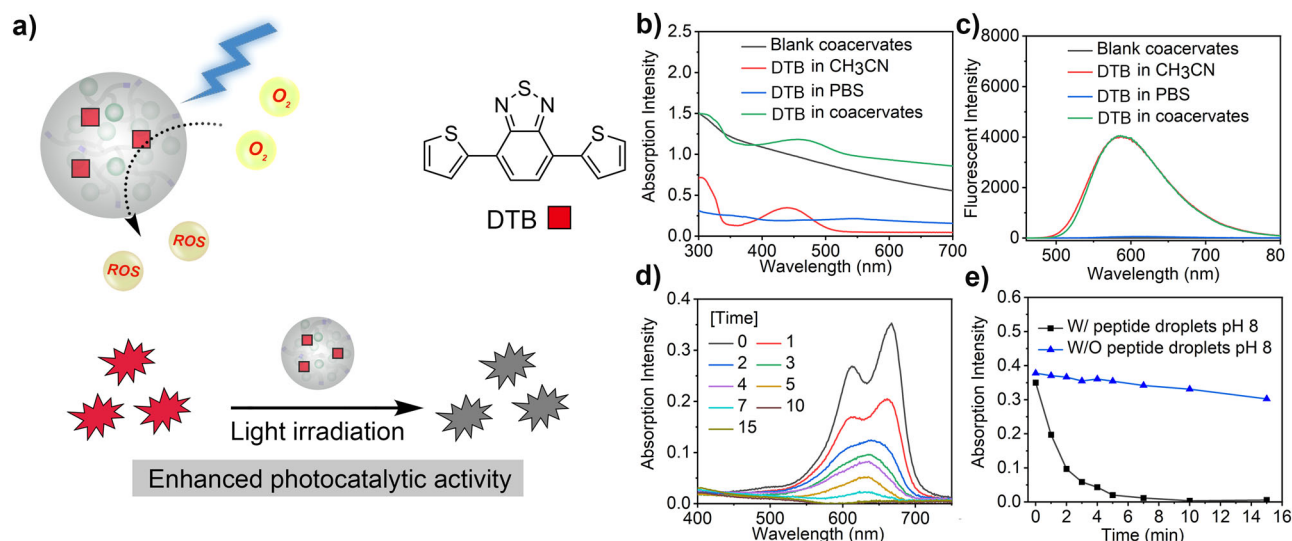 a)
O2
O2
ROS
ROS
S
N
N
S
S
DTB
Light irradiation
Enhanced photocatalytic activity
b)
Absorption Intensity
2.5
2.0
1.5
1.0
0.5
0.0
Blank coacervates
DTB in CH3CN
DTB in PBS
DTB in coacervates
300
400
500
600
700
Wavelength (nm)
c)
Fluorescent Intensity
8000
6000
4000
2000
0
Blank coacervates
DTB in CH3CN
DTB in PBS
DTB in coacervates
500
600
700
80
Wavelength (nm)
d)
Absorption Intensity
0.4
0.3
0.2
0.1
0.0
[Time]
0 1
2 3
4 5
7 10
15
400
500
600
700
Wavelength (nm)
e)
Absorption Intensity
0.6
0.5
0.4
0.3
0.2
0.1
0.0
W/ peptide droplets pH 8
W/O peptide droplets pH 8
0 2 4 6 8 10 12 14 16
Time (min)